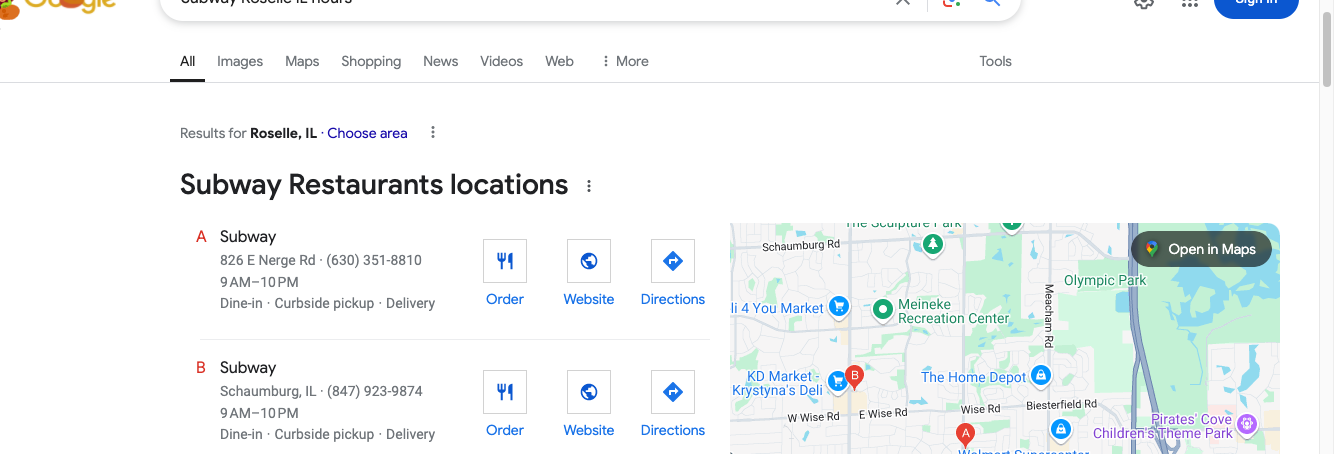 Google
Subway Roselle IL hours
Sign in
All Images Maps Shopping News Videos Web More
Tools
Results for Roselle, IL · Choose area
Subway Restaurants locations
A Subway
826 E Nerge Rd · (630) 351-8810
9 AM–10 PM
Dine-in · Curbside pickup · Delivery
Order
Website
Directions
B Subway
Schaumburg, IL · (847) 923-9874
9 AM–10 PM
Dine-in · Curbside pickup · Delivery
Order
Website
Directions
The Sculpture Park
Schaumburg Rd
Open in Maps
Olympic Park
li 4 You Market
Meineke
Recreation Center
Meacham Rd
KD Market -
Krystyna's Deli
B
The Home Depot
W Wise Rd
E Wise Rd
Wise Rd
Biesterfield Rd
Pirates' Cove
Children's Theme Park
A
Walmart Supercenter